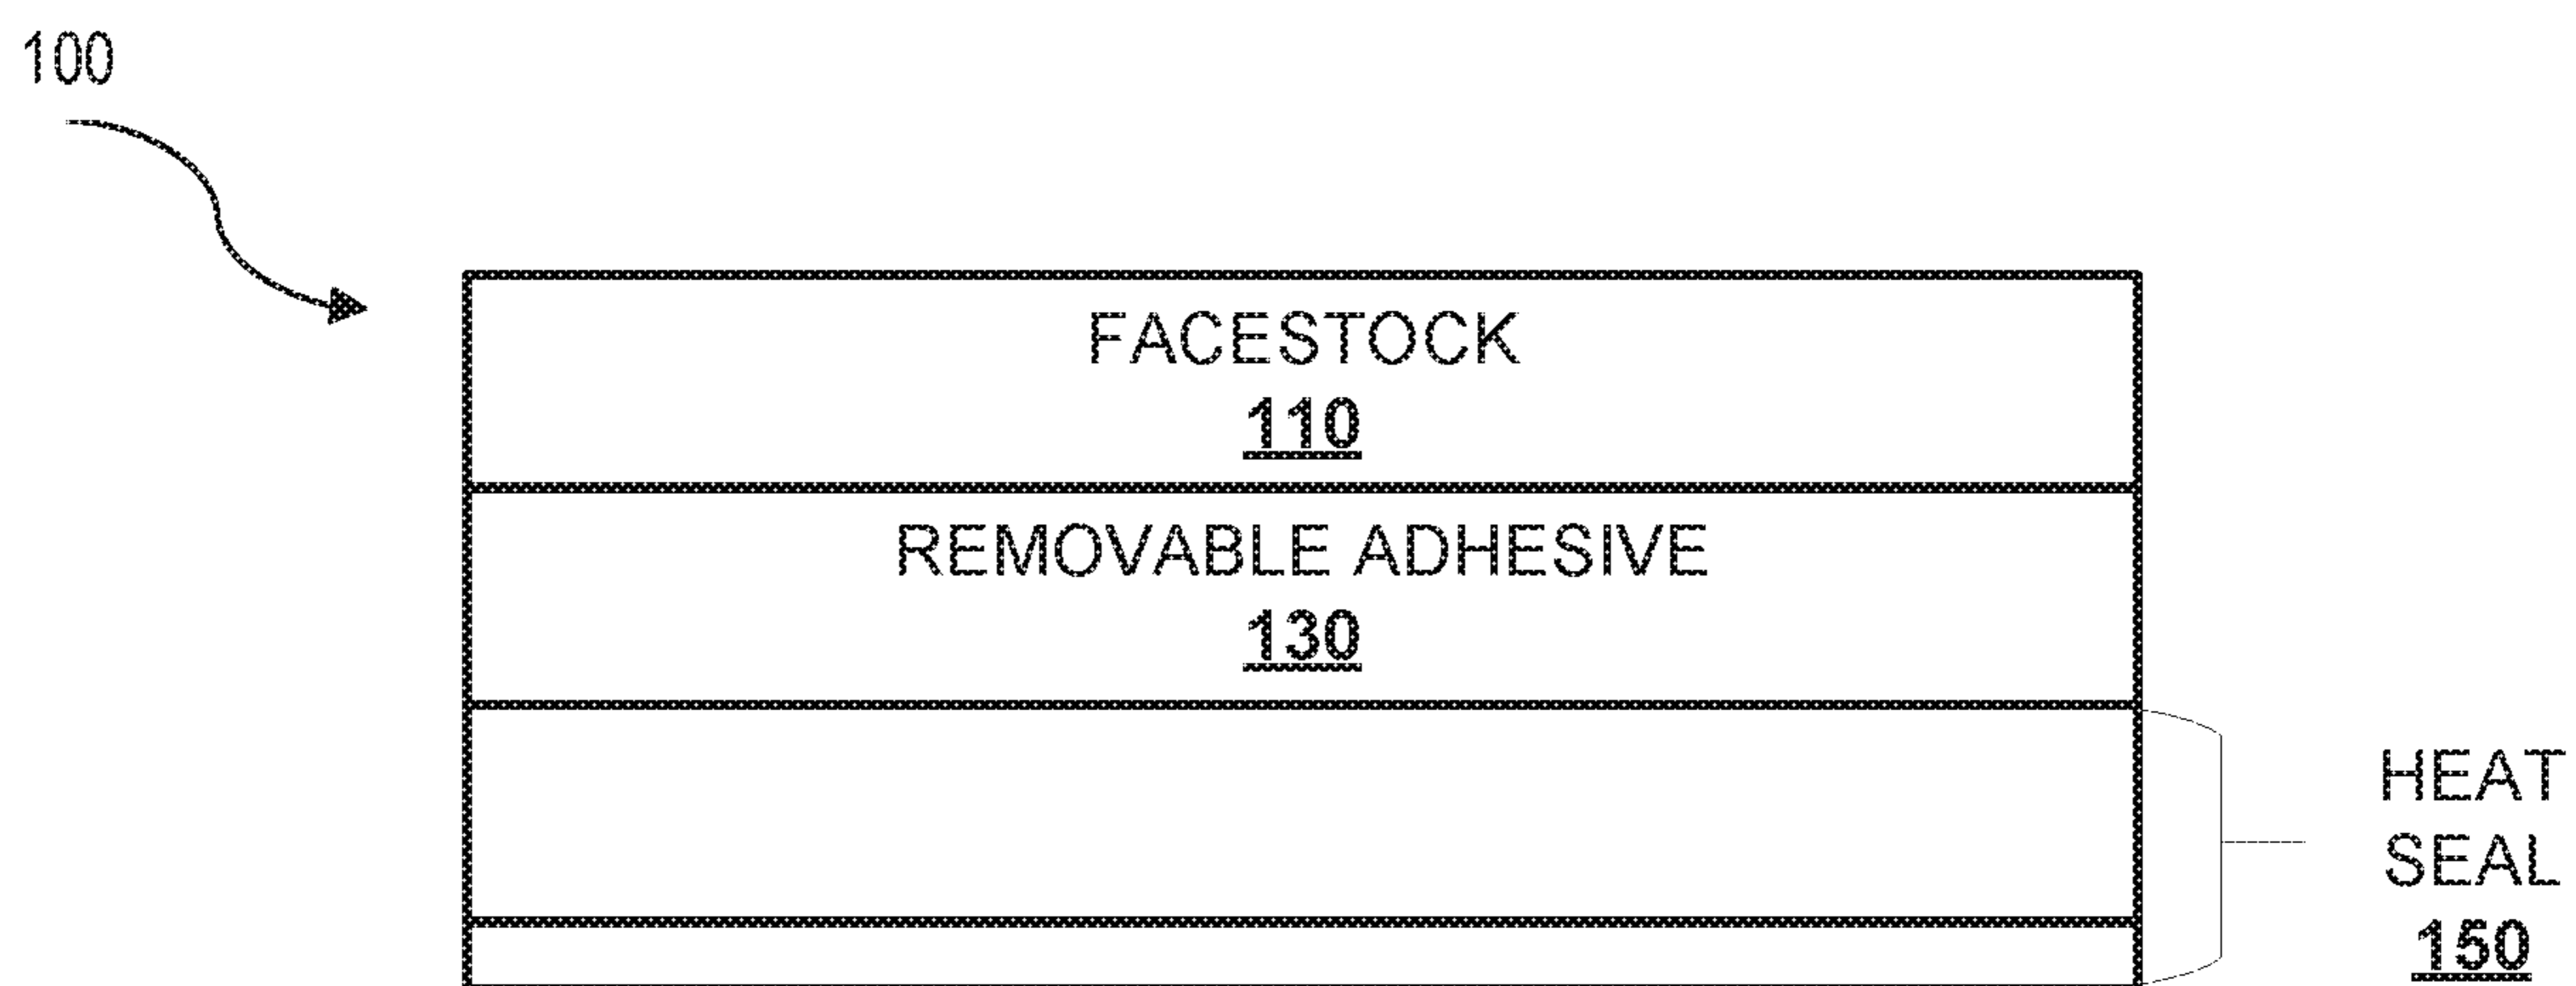 100
FACESTOCK
110
REMOVABLE ADHESIVE
130
HEAT
SEAL
150